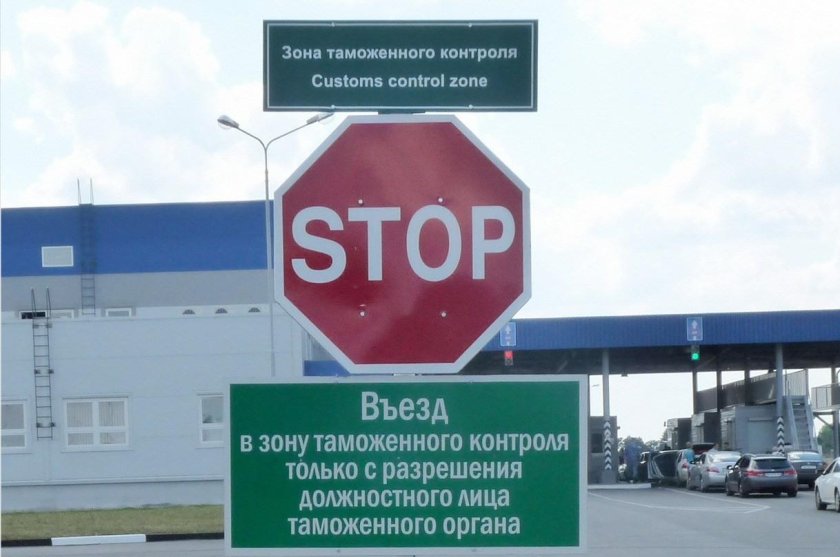 Зона таможенного контроля
Customs control zone
STOP
Въезд
в зону таможенного контроля
только с разрешения
должностного лица
таможенного органа